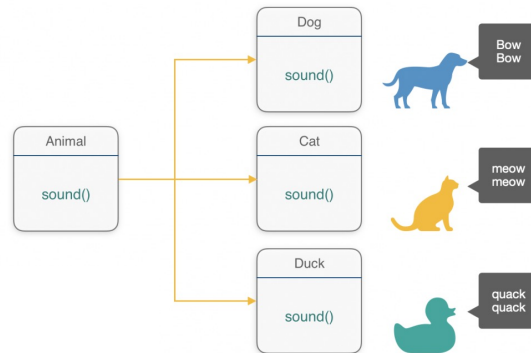 Dog
sound()
Bow
Bow
Animal
sound()
Cat
sound()
meow
meow
Duck
sound()
quack
quack